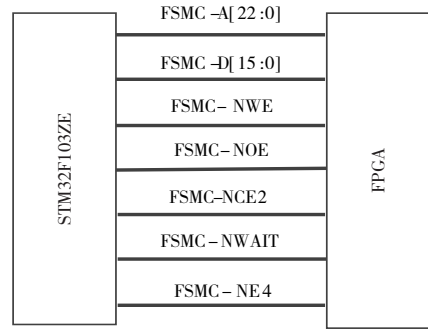 FSMC-A[22:0]
FSMC-D[15:0]
FSMC-NWE
FSMC-NOE
FSMC-NCE2
FSMC-NWAIT
FSMC-NE4
STM32F103ZE
FPGA